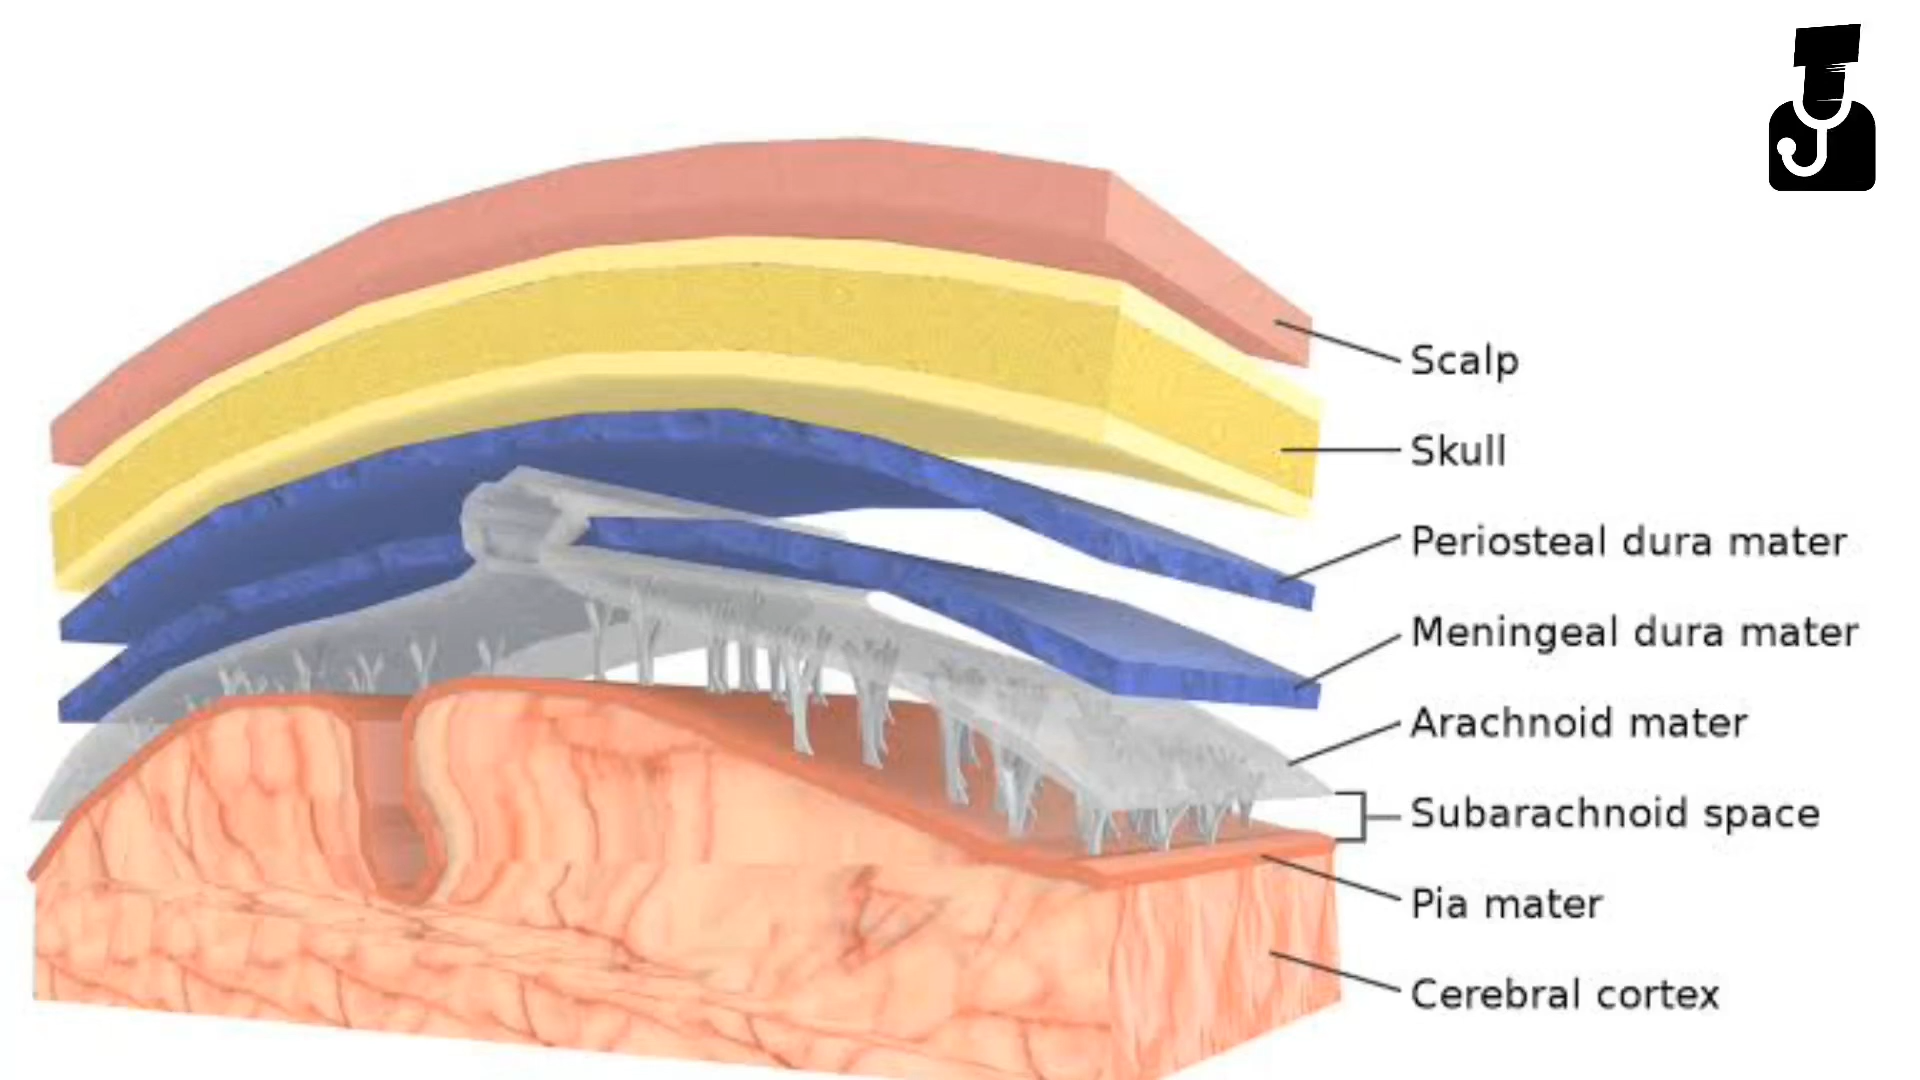 Scalp
Skull
Periosteal dura mater
Meningeal dura mater
Arachnoid mater
Subarachnoid space
Pia mater
Cerebral cortex